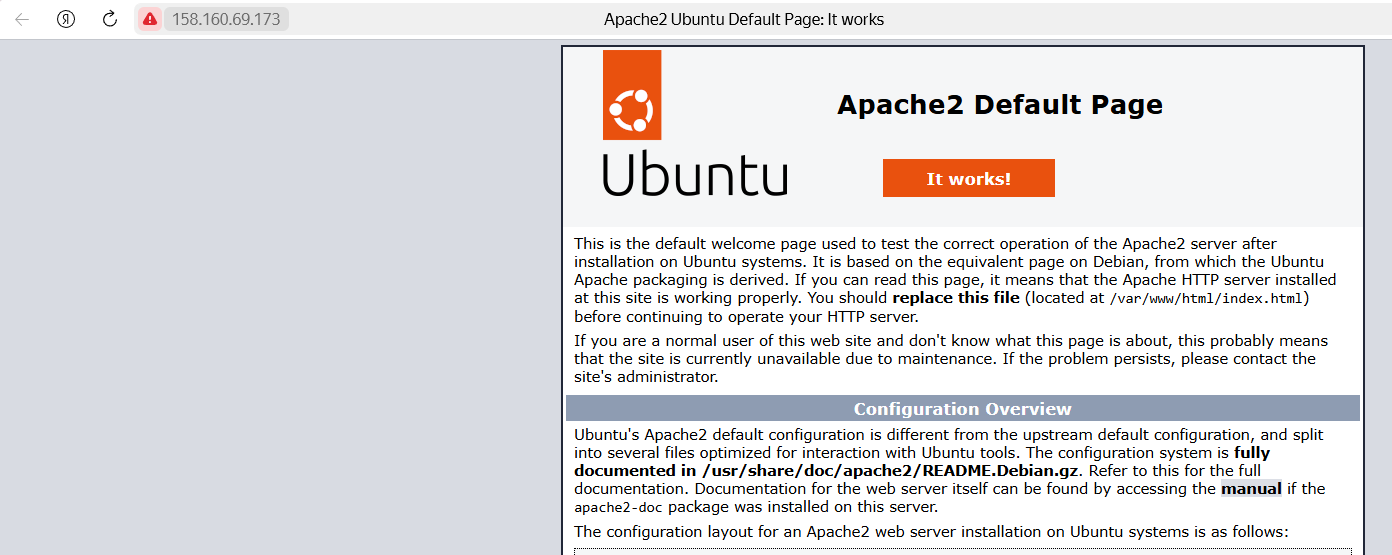 158.160.69.173
Apache2 Ubuntu Default Page: It works
Ubuntu
Apache2 Default Page
It works!
This is the default welcome page used to test the correct operation of the Apache2 server after
installation on Ubuntu systems. It is based on the equivalent page on Debian, from which the Ubuntu
Apache packaging is derived. If you can read this page, it means that the Apache HTTP server installed
at this site is working properly. You should replace this file (located at /var/www/html/index.html)
before continuing to operate your HTTP server.
If you are a normal user of this web site and don't know what this page is about, this probably means
that the site is currently unavailable due to maintenance. If the problem persists, please contact the
site's administrator.
Configuration Overview
Ubuntu's Apache2 default configuration is different from the upstream default configuration, and split
into several files optimized for interaction with Ubuntu tools. The configuration system is fully
documented in /usr/share/doc/apache2/README.Debian.gz. Refer to this for the full
documentation. Documentation for the web server itself can be found by accessing the manual if the
apache2-doc package was installed on this server.
The configuration layout for an Apache2 web server installation on Ubuntu systems is as follows: